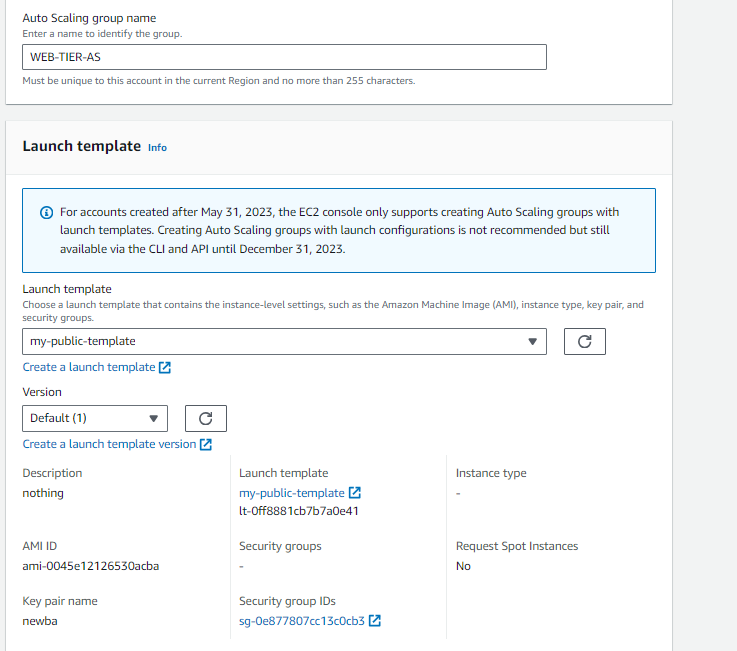 Auto Scaling group name
Enter a name to identify the group.
WEB-TIER-AS
Must be unique to this account in the current Region and no more than 255 characters.
Launch template Info
For accounts created after May 31, 2023, the EC2 console only supports creating Auto Scaling groups with
launch templates. Creating Auto Scaling groups with launch configurations is not recommended but still
available via the CLI and API until December 31, 2023.
Launch template
Choose a launch template that contains the instance-level settings, such as the Amazon Machine Image (AMI), instance type, key pair, and
security groups.
my-public-template
Create a launch template
Version
Default (1)
Create a launch template version
Description
nothing
Launch template
my-public-template
lt-0ff8881cb7b7a0e41
Instance type
-
AMI ID
ami-0045e12126530acba
Security groups
-
Request Spot Instances
No
Key pair name
newba
Security group IDs
sg-0e877807cc13c0cb3